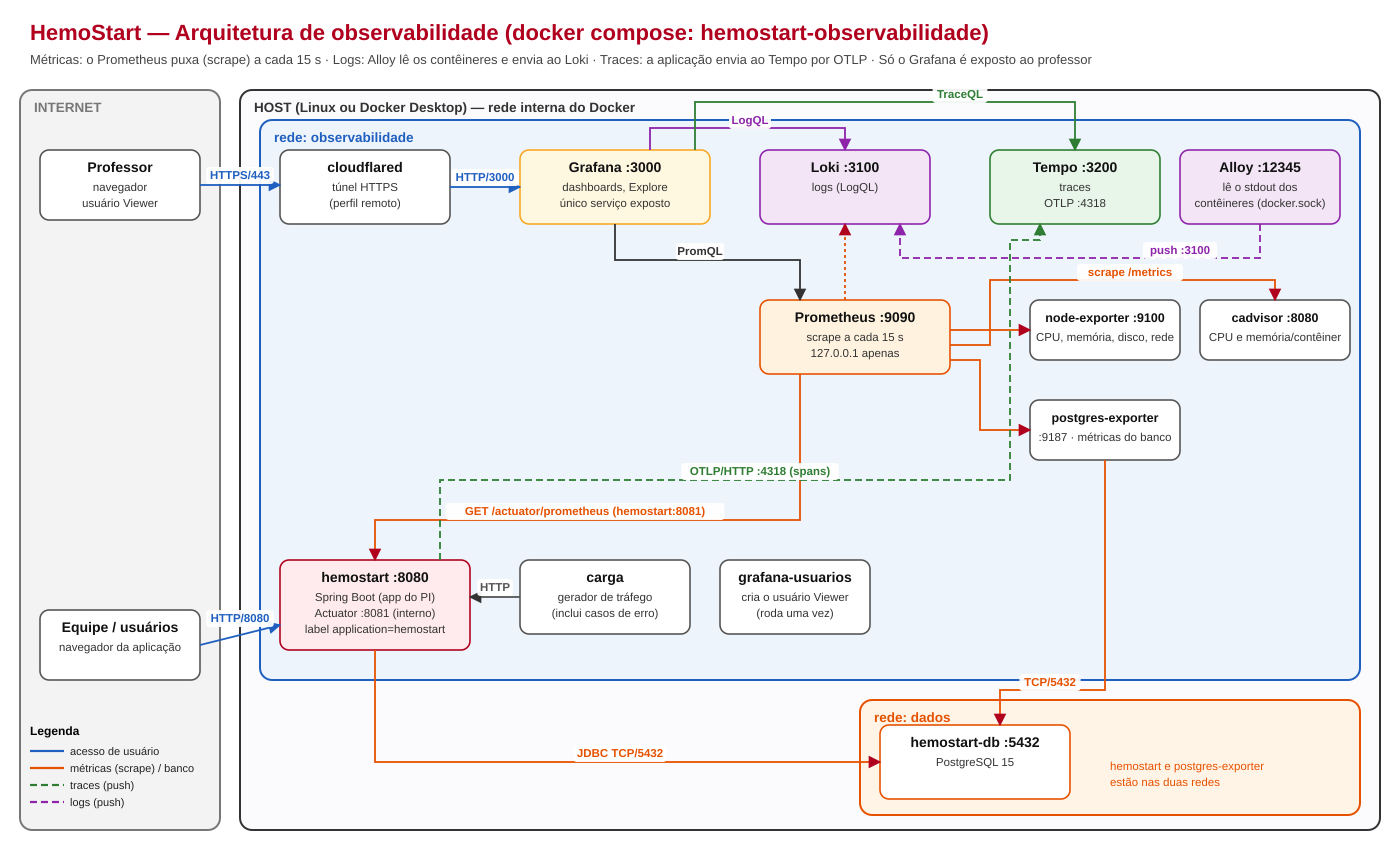 HemoStart — Arquitetura de observabilidade (docker compose: hemostart-observabilidade)
Métricas: o Prometheus puxa (scrape) a cada 15 s · Logs: Alloy lê os contêineres e envia ao Loki · Traces: a aplicação envia ao Tempo por OTLP · Só o Grafana é exposto ao professor
INTERNET
HOST (Linux ou Docker Desktop) — rede interna do Docker
TraceQL
LogQL
rede: observabilidade
Professor
navegador
usuário Viewer
HTTPS/443
cloudflared
túnel HTTPS
(perfil remoto)
HTTP/3000
Grafana :3000
dashboards, Explore
único serviço exposto
Loki :3100
logs (LogQL)
Tempo :3200
traces
OTLP :4318
Alloy :12345
lê o stdout dos
contêineres (docker.sock)
PromQL
push :3100
scrape /metrics
Prometheus :9090
scrape a cada 15 s
127.0.0.1 apenas
node-exporter :9100
CPU, memória, disco, rede
cadvisor :8080
CPU e memória/contêiner
postgres-exporter
:9187 · métricas do banco
OTLP/HTTP :4318 (spans)
GET /actuator/prometheus (hemostart:8081)
hemostart :8080
Spring Boot (app do PI)
Actuator :8081 (interno)
label application=hemostart
HTTP
carga
gerador de tráfego
(inclui casos de erro)
grafana-usuarios
cria o usuário Viewer
(roda uma vez)
HTTP/8080
Equipe / usuários
navegador da aplicação
TCP/5432
rede: dados
hemostart-db :5432
PostgreSQL 15
JDBC TCP/5432
hemostart e postgres-exporter
estão nas duas redes
Legenda
acesso de usuário
métricas (scrape) / banco
traces (push)
logs (push)